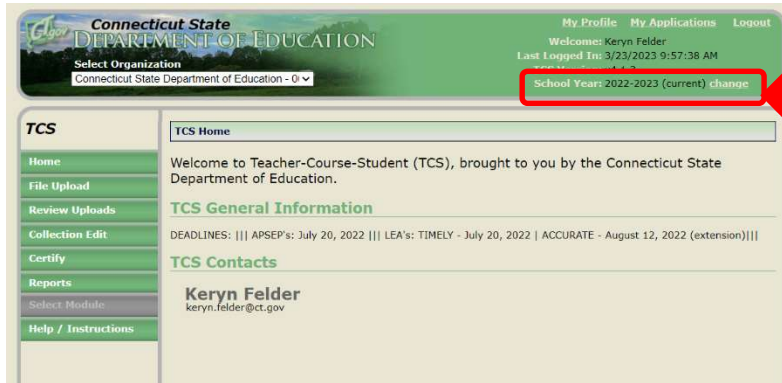 CT.gov
Connecticut State
DEPARTMENT OF EDUCATION
Select Organization
Connecticut State Department of Education - 0
My Profile My Applications Logout
Welcome: Keryn Felder
Last Logged In: 3/23/2023 9:57:38 AM
School Year: 2022-2023 (current) change
TCS
Home
File Upload
Review Uploads
Collection Edit
Certify
Reports
Select Module
Help / Instructions
TCS Home
Welcome to Teacher-Course-Student (TCS), brought to you by the Connecticut State
Department of Education.
TCS General Information
DEADLINES: ||| APSEP's: July 20, 2022 ||| LEA's: TIMELY - July 20, 2022 | ACCURATE - August 12, 2022 (extension)|||
TCS Contacts
Keryn Felder
keryn.felder@ct.gov